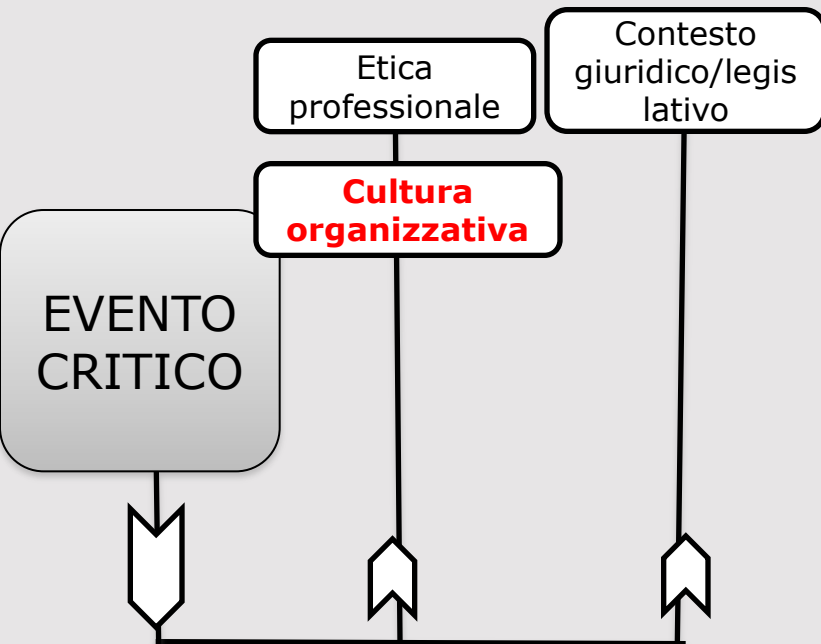 Contesto
giuridico/legis
lativo
Etica
professionale
Cultura
organizzativa
EVENTO
CRITICO